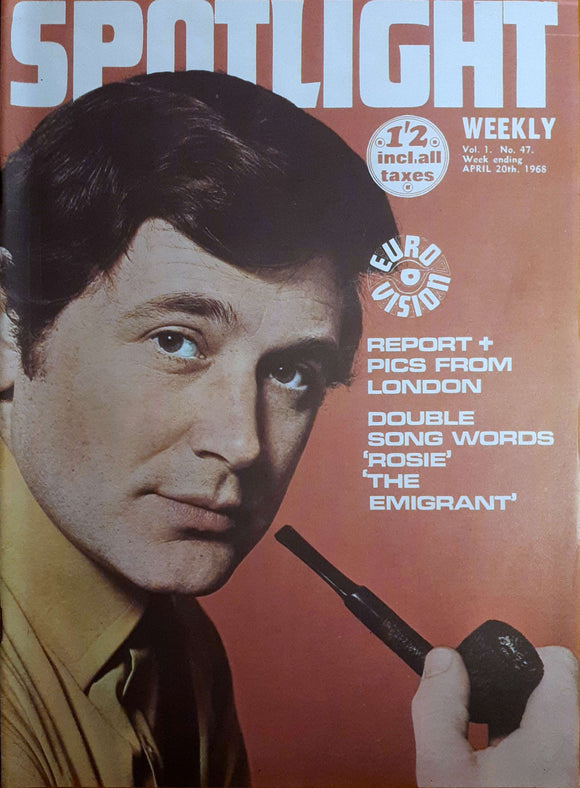 SPOTLIGHT
WEEKLY
Vol. 1. No. 47.
Week ending
APRIL 20th. 1968
1'2
incl.all
taxes
EURO
VISION
REPORT +
PICS FROM
LONDON
DOUBLE
SONG WORDS
'ROSIE'
'THE
EMIGRANT'